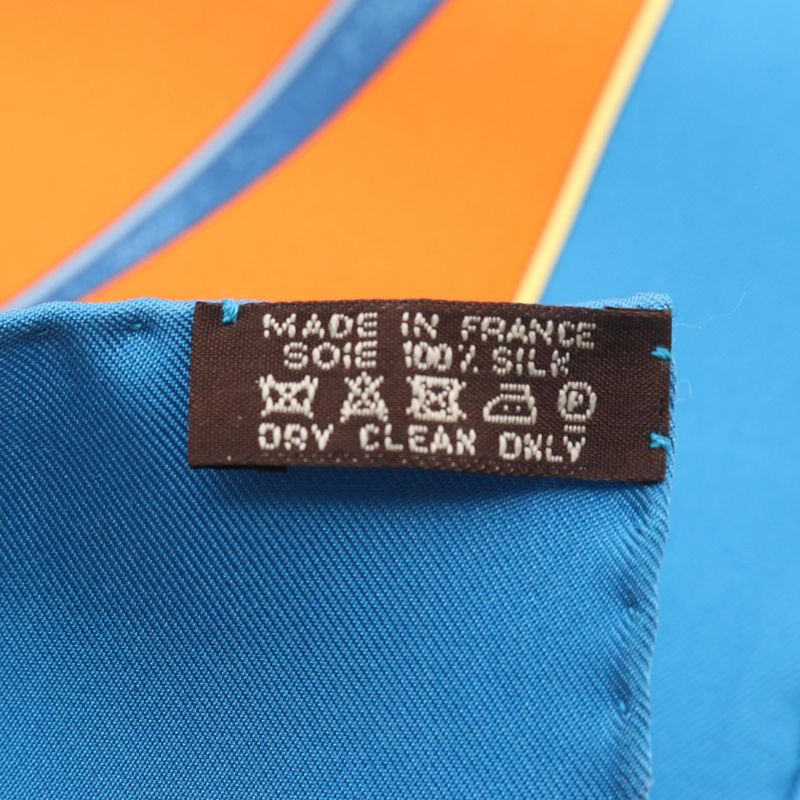 MADE IN FRANCE
SOIE 100% SILK
P
DRY CLEAN ONLY